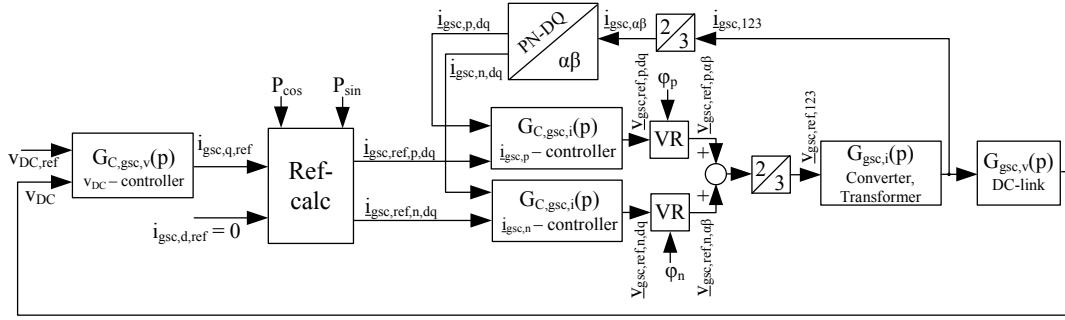 i_gsc,p,dq
PN-DQ
αβ
i_gsc,αβ
2
3
i_gsc,123
i_gsc,n,dq
P_cos
P_sin
v_gsc,ref,p,dq
φ_p
v_gsc,ref,p,αβ
v_DC,ref
v_DC
G_C,gsc,v(p)
v_DC – controller
i_gsc,q,ref
Ref-
calc
i_gsc,d,ref = 0
i_gsc,ref,p,dq
i_gsc,ref,n,dq
G_C,gsc,i(p)
i_gsc,p – controller
G_C,gsc,i(p)
i_gsc,n – controller
VR
VR
+
+
v_gsc,ref,n,dq
φ_n
v_gsc,ref,n,αβ
2
3
v_gsc,ref,123
G_gsc,i(p)
Converter,
Transformer
G_gsc,v(p)
DC-link